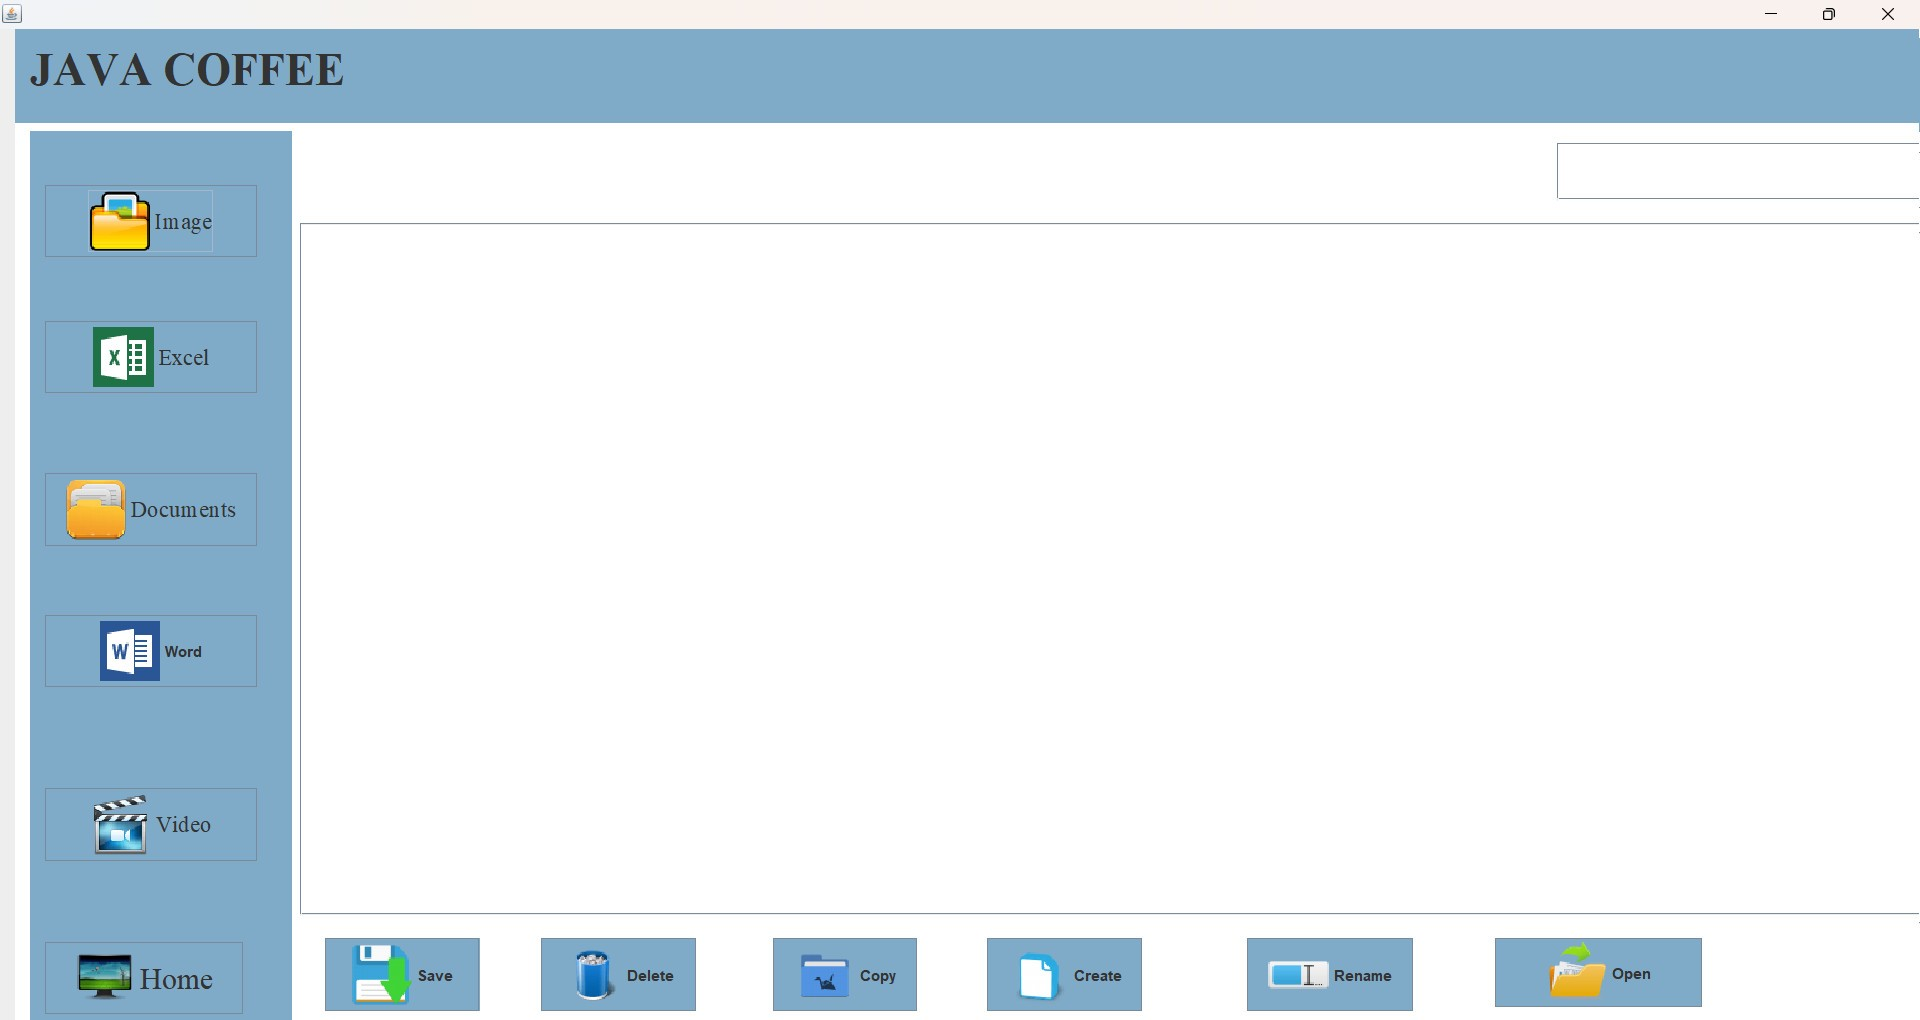 JAVA COFFEE
Image
Excel
Documents
Word
Video
Home
Save
Delete
Copy
Create
Rename
Open